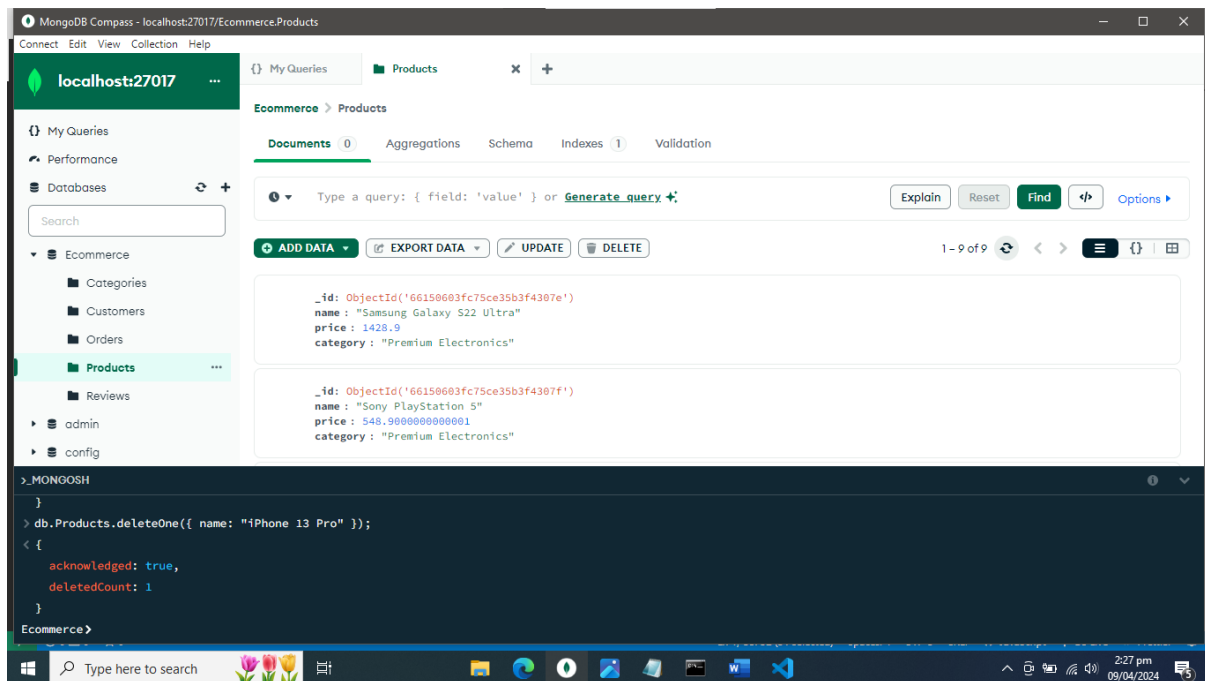 MongoDB Compass - localhost:27017/Ecommerce.Products
Connect Edit View Collection Help
localhost:27017 ...
{} My Queries
Products
Ecommerce > Products
{} My Queries
Performance
Databases
Search
Ecommerce
Categories
Customers
Orders
Products ...
Reviews
admin
config
Documents 0 Aggregations Schema Indexes 1 Validation
Type a query: { field: 'value' } or Generate query
Explain Reset Find </> Options
ADD DATA EXPORT DATA UPDATE DELETE
1 – 9 of 9 {}
_id: ObjectId('66150603fc75ce35b3f4307e')
name : "Samsung Galaxy S22 Ultra"
price : 1428.9
category : "Premium Electronics"
_id: ObjectId('66150603fc75ce35b3f4307f')
name : "Sony PlayStation 5"
price : 548.9000000000001
category : "Premium Electronics"
>_MONGOSH
}
> db.Products.deleteOne({ name: "iPhone 13 Pro" });
< {
acknowledged: true,
deletedCount: 1
}
Ecommerce>
Type here to search
2:27 pm
09/04/2024
5